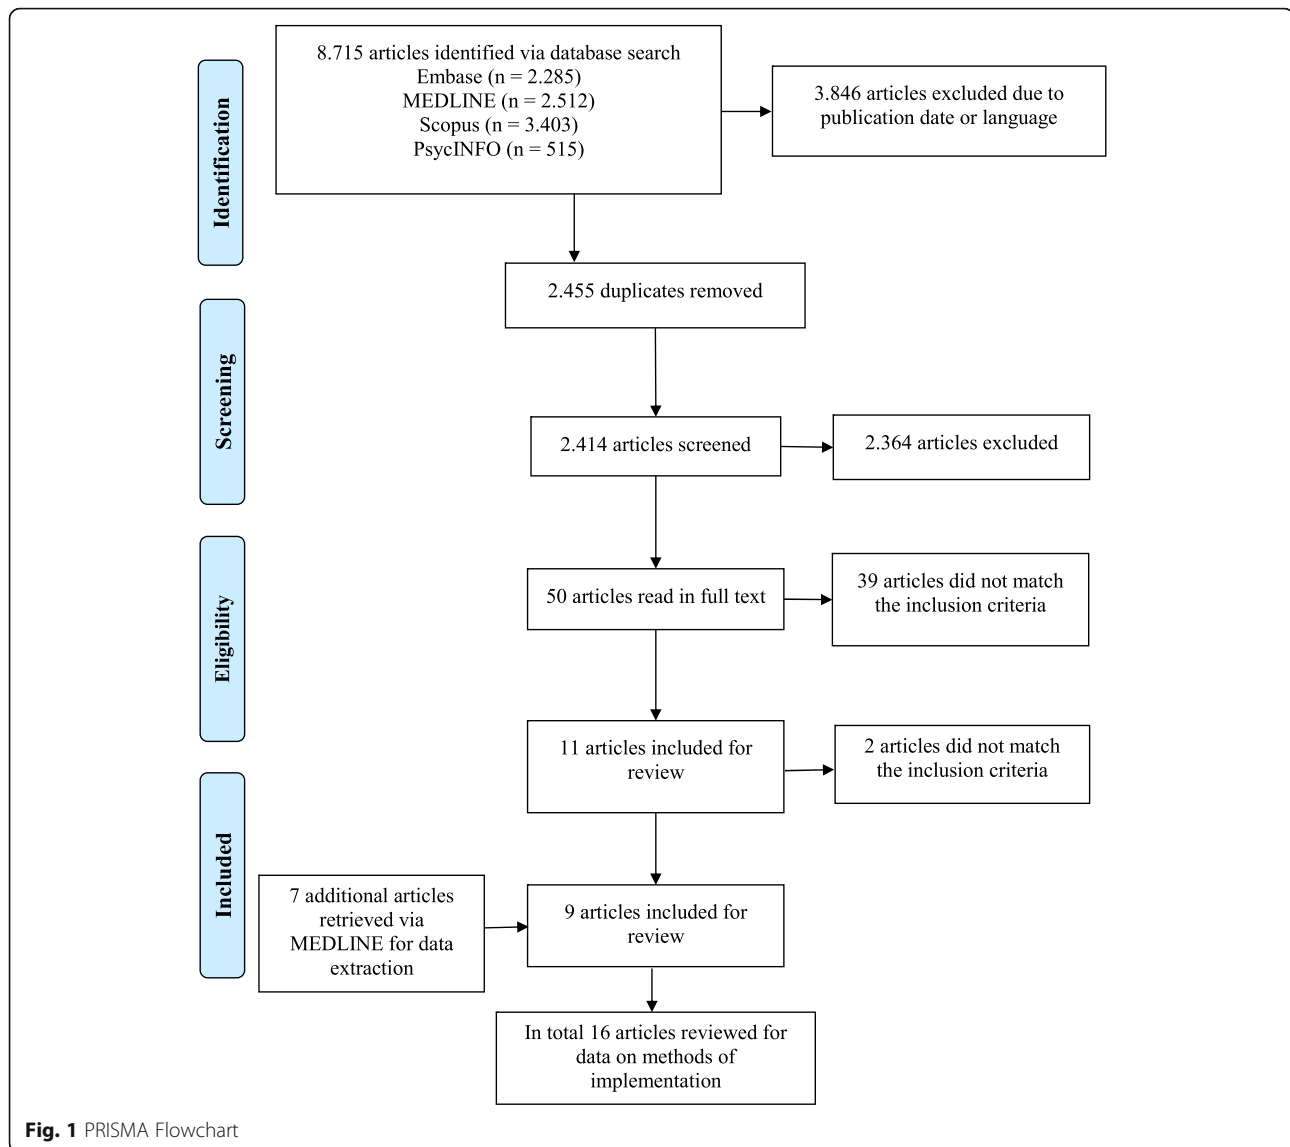 8.715 articles identified via database search
Embase (n = 2.285)
MEDLINE (n = 2.512)
Scopus (n = 3.403)
PsycINFO (n = 515)
3.846 articles excluded due to
publication date or language
Identification
2.455 duplicates removed
Screening
2.414 articles screened
2.364 articles excluded
Eligibility
50 articles read in full text
39 articles did not match
the inclusion criteria
11 articles included for
review
2 articles did not match
the inclusion criteria
Included
7 additional articles
retrieved via
MEDLINE for data
extraction
9 articles included for
review
In total 16 articles reviewed for
data on methods of
implementation
Fig. 1 PRISMA Flowchart